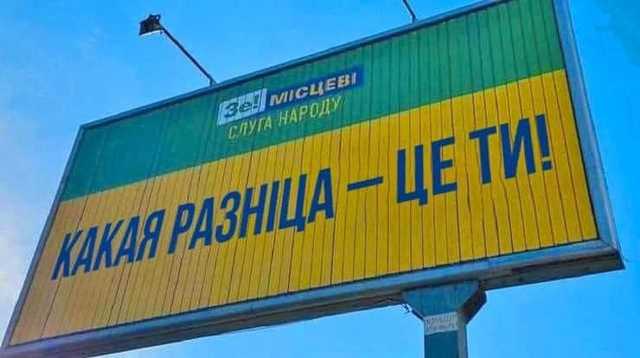 Зе! МІСЦЕВІ
СЛУГА НАРОДУ
КАКАЯ РАЗНІЦА – ЦЕ ТИ!